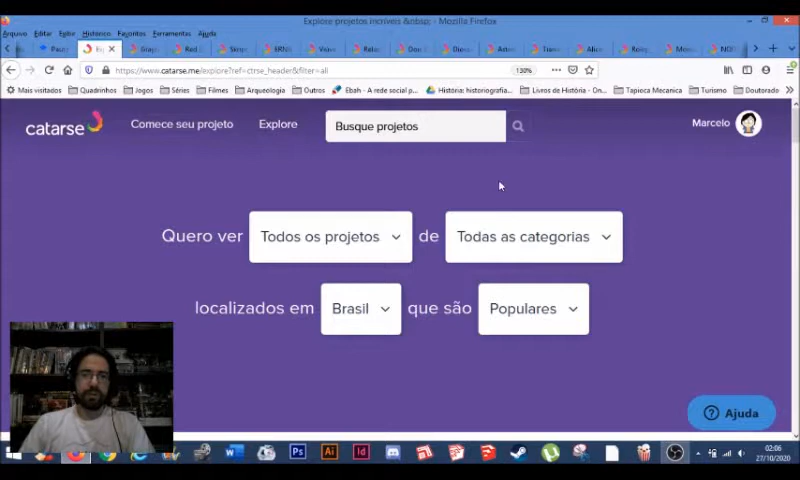 Explore projetos incríveis &nbsp; - Mozilla Firefox
Arquivo Editar Exibir Histórico Favoritos Ferramentas Ajuda
https://www.catarse.me/explore?ref=ctrse_header&filter=all 130%
Mais visitados Quadrinhos Jogos Séries Filmes Arqueologia Outros Ebah - A rede social p... História: historiografia... Livros de História - On... Tapioca Mecanica Turismo Doutorado
catarse Comece seu projeto Explore Busque projetos Marcelo
Quero ver Todos os projetos de Todas as categorias
localizados em Brasil que são Populares
Ajuda
02:06
27/10/2020